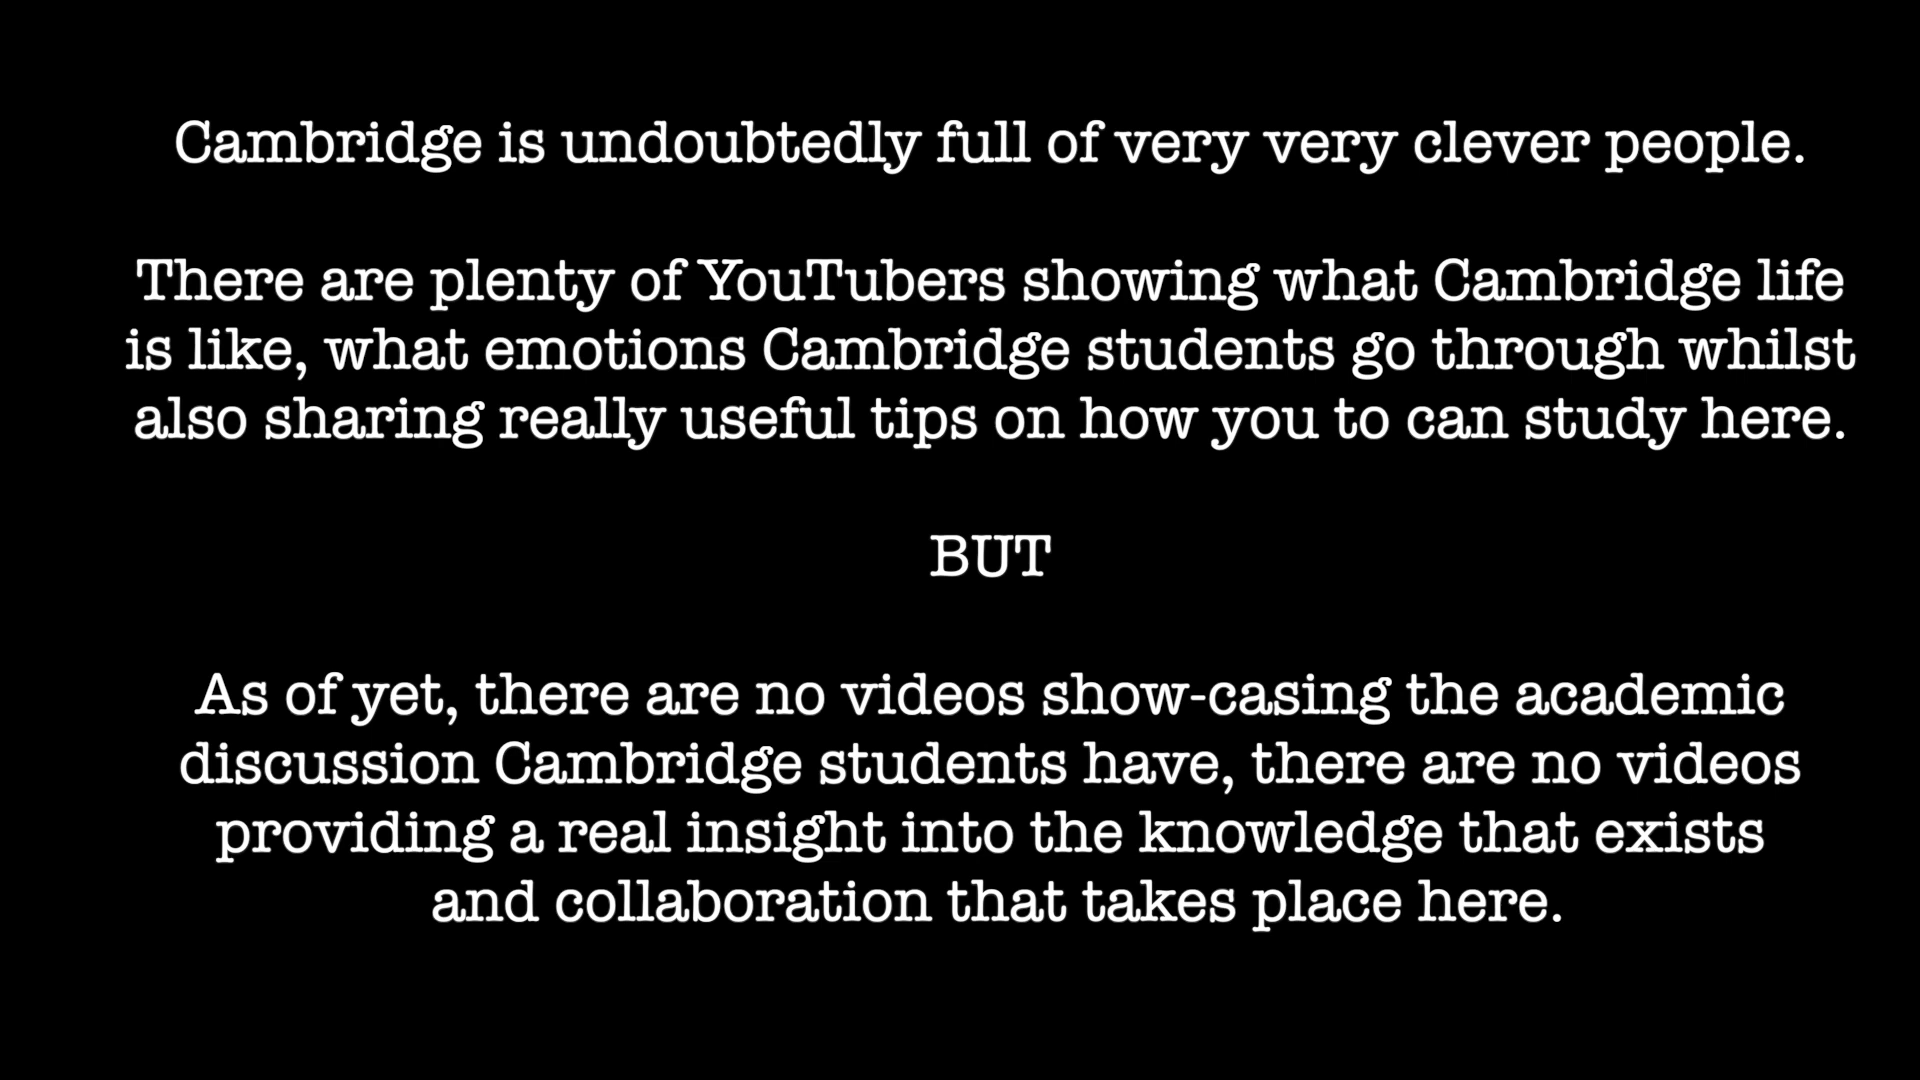 Cambridge is undoubtedly full of very very clever people.
There are plenty of YouTubers showing what Cambridge life
is like, what emotions Cambridge students go through whilst
also sharing really useful tips on how you to can study here.
BUT
As of yet, there are no videos show-casing the academic
discussion Cambridge students have, there are no videos
providing a real insight into the knowledge that exists
and collaboration that takes place here.